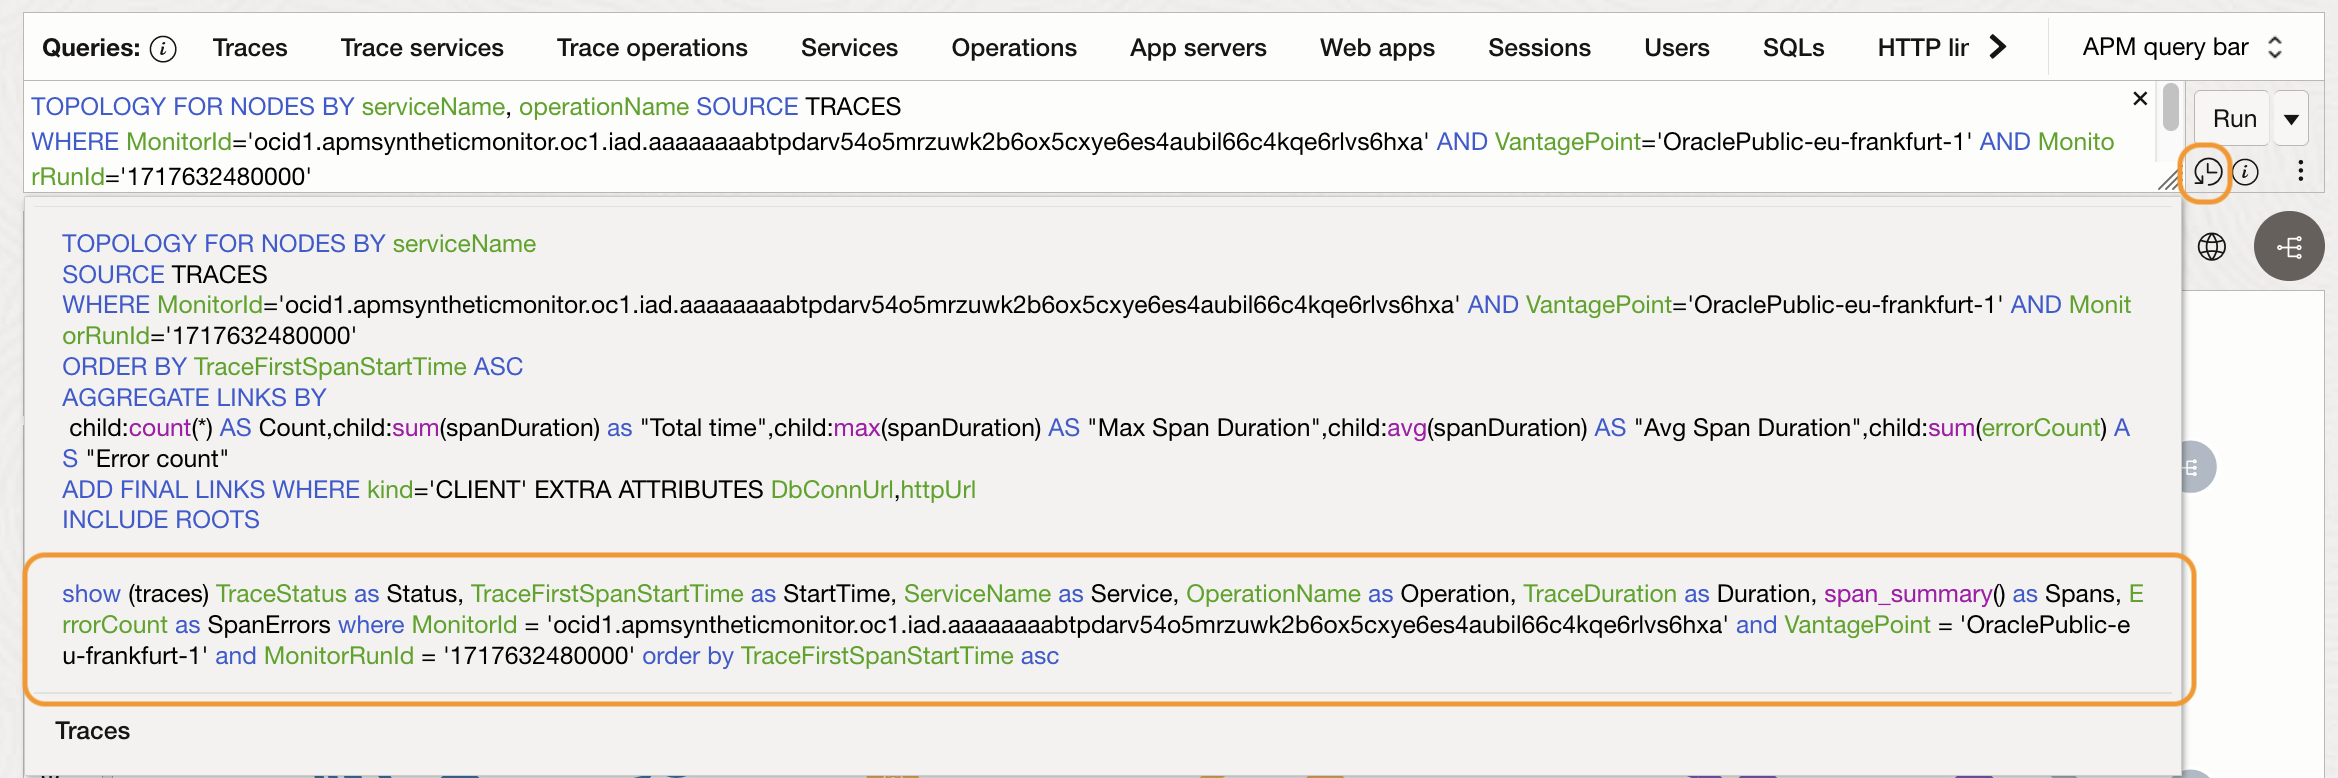 Queries: Traces Trace services Trace operations Services Operations App servers Web apps Sessions Users SQLs HTTP lir APM query bar
TOPOLOGY FOR NODES BY serviceName, operationName SOURCE TRACES
WHERE MonitorId='ocid1.apmsyntheticmonitor.oc1.iad.aaaaaaaabtpdarv54o5mrzuwk2b6ox5cxye6es4aubil66c4kqe6rlvs6hxa' AND VantagePoint='OraclePublic-eu-frankfurt-1' AND Monito
rRunId='1717632480000'
Run
TOPOLOGY FOR NODES BY serviceName
SOURCE TRACES
WHERE MonitorId='ocid1.apmsyntheticmonitor.oc1.iad.aaaaaaaabtpdarv54o5mrzuwk2b6ox5cxye6es4aubil66c4kqe6rlvs6hxa' AND VantagePoint='OraclePublic-eu-frankfurt-1' AND Monit
orRunId='1717632480000'
ORDER BY TraceFirstSpanStartTime ASC
AGGREGATE LINKS BY
child:count(*) AS Count,child:sum(spanDuration) as "Total time",child:max(spanDuration) AS "Max Span Duration",child:avg(spanDuration) AS "Avg Span Duration",child:sum(errorCount) A
S "Error count"
ADD FINAL LINKS WHERE kind='CLIENT' EXTRA ATTRIBUTES DbConnUrl,httpUrl
INCLUDE ROOTS
show (traces) TraceStatus as Status, TraceFirstSpanStartTime as StartTime, ServiceName as Service, OperationName as Operation, TraceDuration as Duration, span_summary() as Spans, E
rrorCount as SpanErrors where MonitorId = 'ocid1.apmsyntheticmonitor.oc1.iad.aaaaaaaabtpdarv54o5mrzuwk2b6ox5cxye6es4aubil66c4kqe6rlvs6hxa' and VantagePoint = 'OraclePublic-e
u-frankfurt-1' and MonitorRunId = '1717632480000' order by TraceFirstSpanStartTime asc
Traces